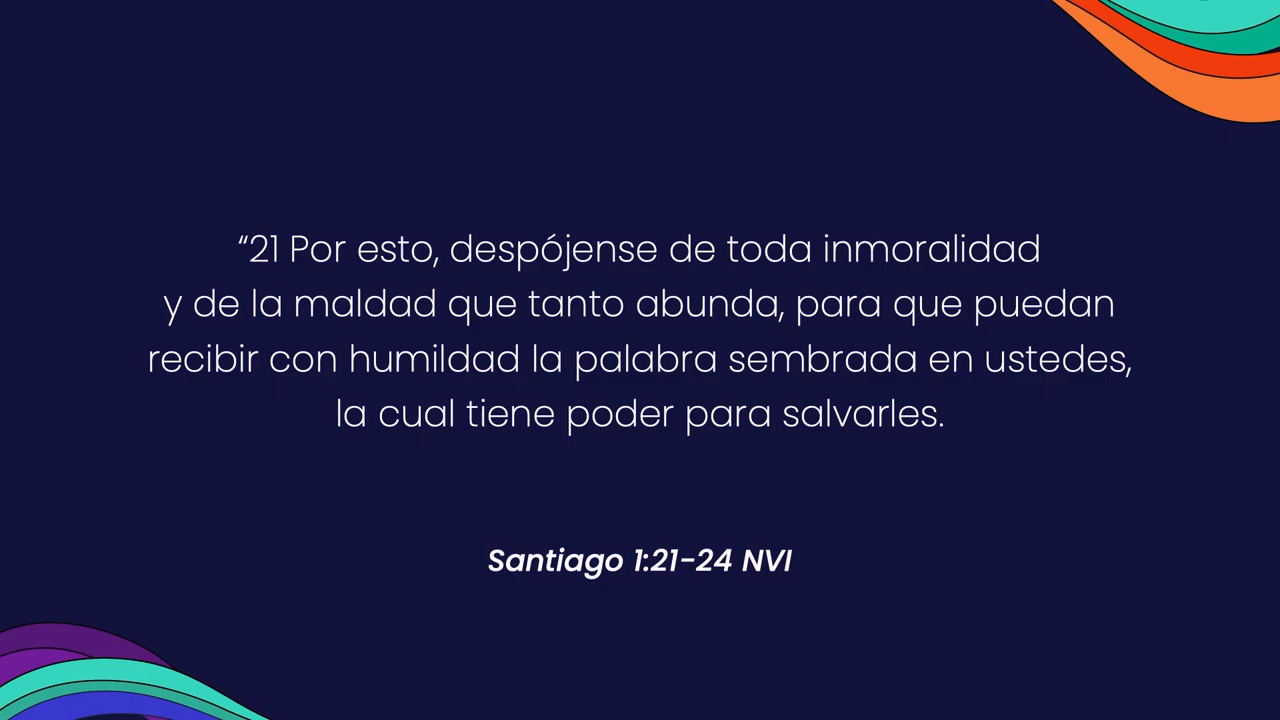 “21 Por esto, despójense de toda inmoralidad
y de la maldad que tanto abunda, para que puedan
recibir con humildad la palabra sembrada en ustedes,
la cual tiene poder para salvarles.
Santiago 1:21-24 NVI